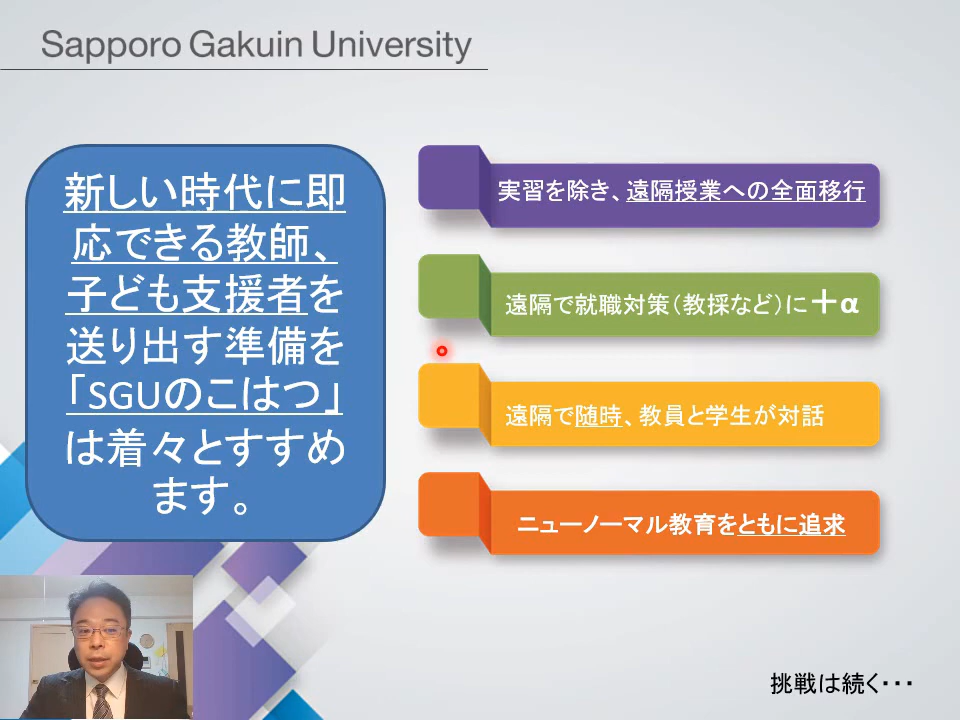 Sapporo Gakuin University
新しい時代に即
応できる教師、
子ども支援者を
送り出す準備を
「SGUのこはつ」
は着々とすすめ
ます。
実習を除き、遠隔授業への全面移行
遠隔で就職対策（教採など）に＋α
遠隔で随時、教員と学生が対話
ニューノーマル教育をともに追求
挑戦は続く・・・